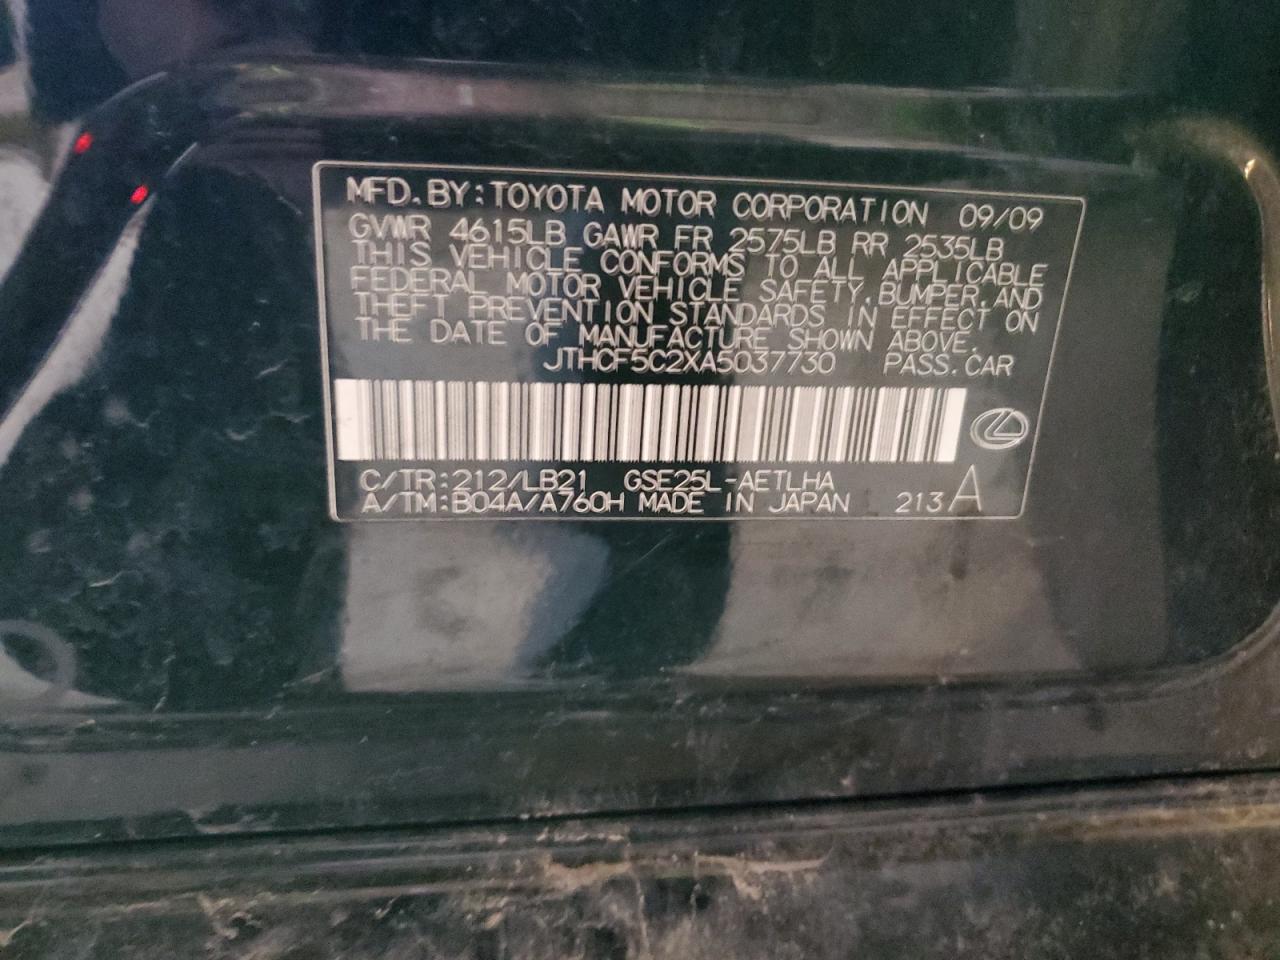 MFD. BY: TOYOTA MOTOR CORPORATION 09/09
GVWR 4615LB GAWR FR 2575LB RR 2535LB
THIS VEHICLE CONFORMS TO ALL APPLICABLE
FEDERAL MOTOR VEHICLE SAFETY, BUMPER, AND
THEFT PREVENTION STANDARDS IN EFFECT ON
THE DATE OF MANUFACTURE SHOWN ABOVE.
JTHCF5C2XA5037730 PASS. CAR
C/TR: 212/LB21 GSE25L-AETLHA
A/TM: B04A/A760H MADE IN JAPAN 213 A